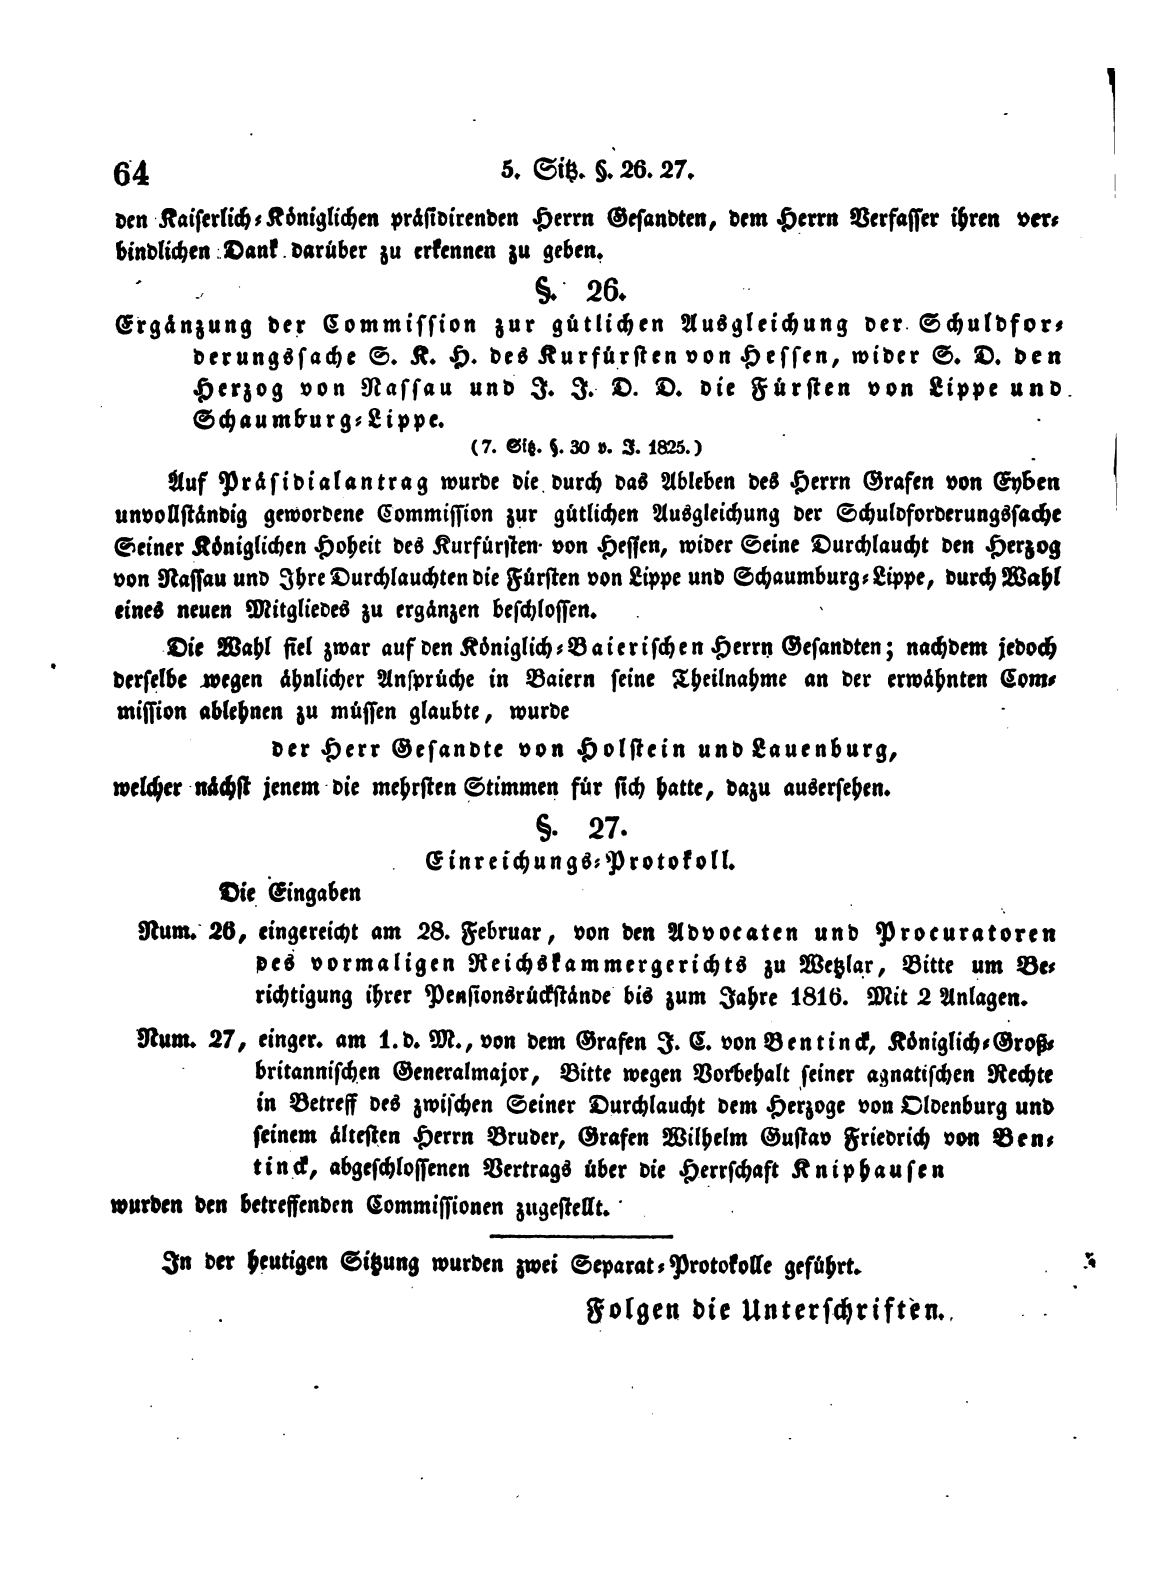 64
5. Sitz. §. 26. 27.
den Kaiserlich-Königlichen präsidirenden Herrn Gesandten, dem Herrn Verfasser ihren ver-
bindlichen Dank darüber zu erkennen zu geben.
§. 26.
Ergänzung der Commission zur gütlichen Ausgleichung der Schuldfor-
derungssache S. K. H. des Kurfürsten von Hessen, wider S. D. den
Herzog von Nassau und J. J. D. D. die Fürsten von Lippe und
Schaumburg-Lippe.
(7. Sitz. §. 30 v. J. 1825.)
Auf Präsidialantrag wurde die durch das Ableben des Herrn Grafen von Eyben
unvollständig gewordene Commission zur gütlichen Ausgleichung der Schuldforderungssache
Seiner Königlichen Hoheit des Kurfürsten von Hessen, wider Seine Durchlaucht den Herzog
von Nassau und Ihre Durchlauchten die Fürsten von Lippe und Schaumburg-Lippe, durch Wahl
eines neuen Mitgliedes zu ergänzen beschlossen.
Die Wahl fiel zwar auf den Königlich-Baierischen Herrn Gesandten; nachdem jedoch
derselbe wegen ähnlicher Ansprüche in Baiern seine Theilnahme an der erwähnten Com-
mission ablehnen zu müssen glaubte, wurde
der Herr Gesandte von Holstein und Lauenburg,
welcher nächst jenem die mehrsten Stimmen für sich hatte, dazu ausersehen.
§. 27.
Einreichungs-Protokoll.
Die Eingaben
Num. 26, eingereicht am 28. Februar, von den Advocaten und Procuratoren
des vormaligen Reichskammergerichts zu Wetzlar, Bitte um Be-
richtigung ihrer Pensionsrückstände bis zum Jahre 1816. Mit 2 Anlagen.
Num. 27, einger. am 1. d. M., von dem Grafen J. C. von Bentinck, Königlich-Groß-
britannischen Generalmajor, Bitte wegen Vorbehalt seiner agnatischen Rechte
in Betreff des zwischen Seiner Durchlaucht dem Herzoge von Oldenburg und
seinem ältesten Herrn Bruder, Grafen Wilhelm Gustav Friedrich von Ben-
tinck, abgeschlossenen Vertrags über die Herrschaft Kniphausen
wurden den betreffenden Commissionen zugestellt.
In der heutigen Sitzung wurden zwei Separat-Protokolle geführt.
Folgen die Unterschriften.